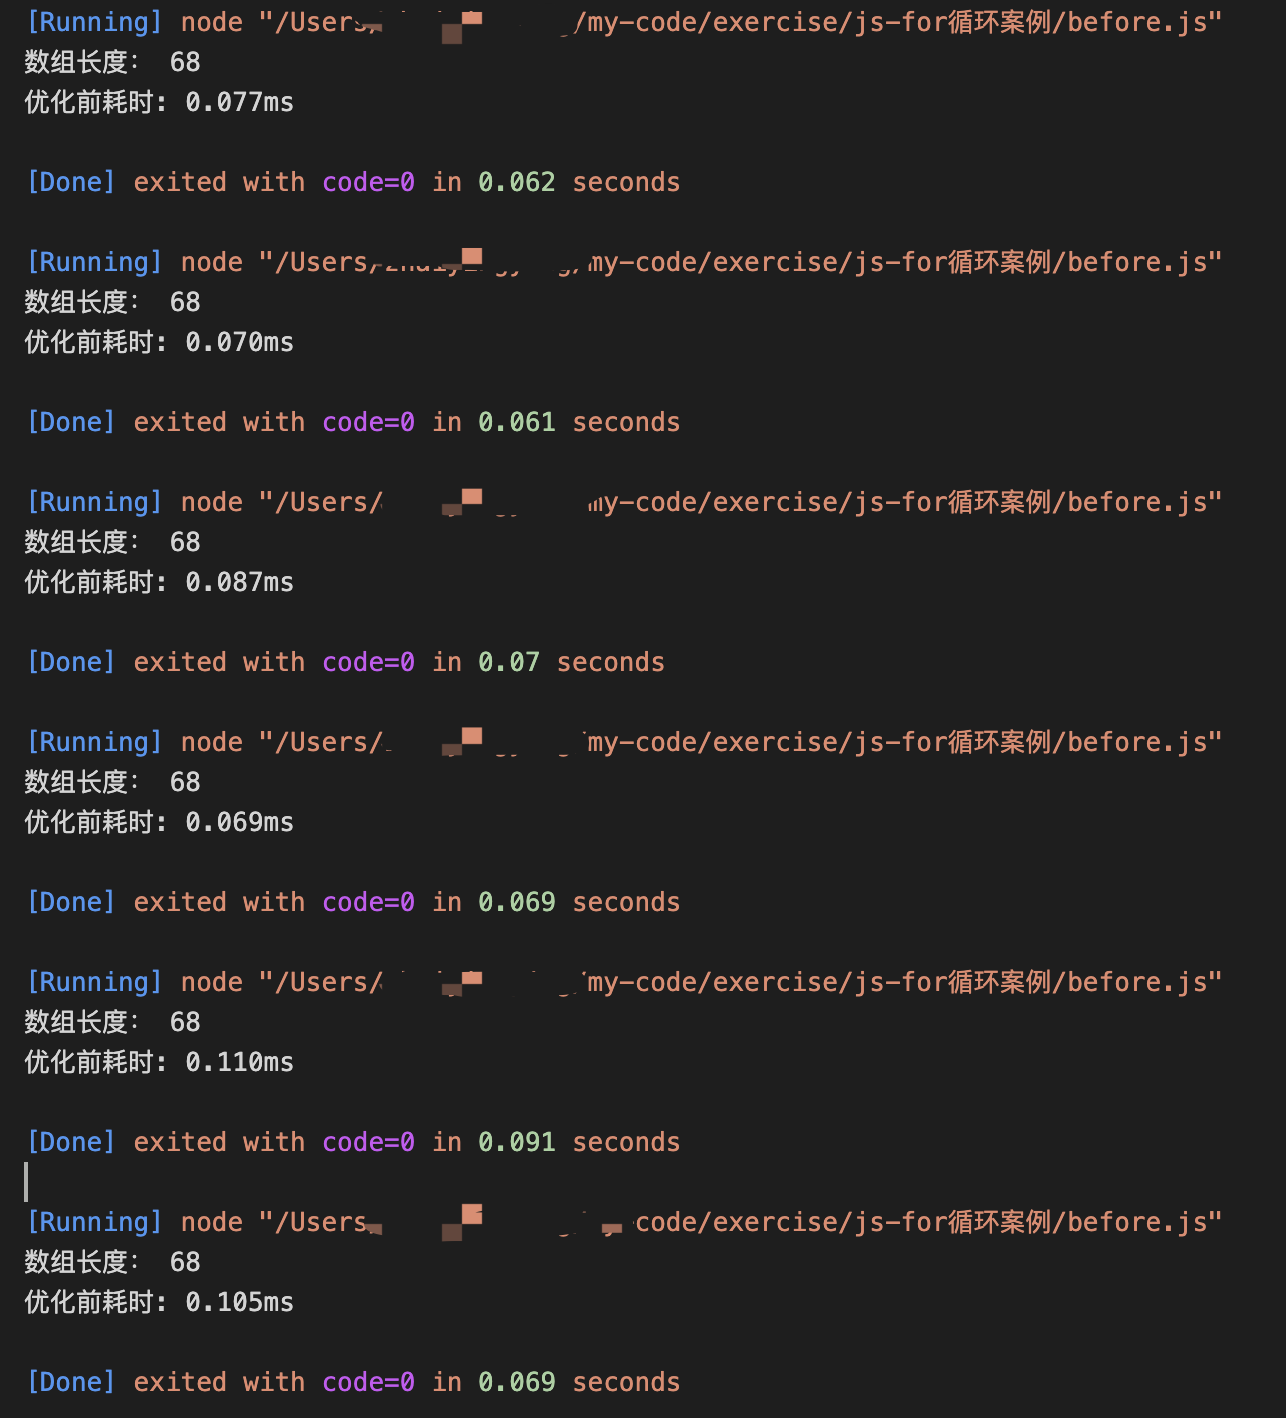 [Running] node "/Users/ /my-code/exercise/js-for循环案例/before.js"
数组长度： 68
优化前耗时: 0.077ms
[Done] exited with code=0 in 0.062 seconds
[Running] node "/Users/ /my-code/exercise/js-for循环案例/before.js"
数组长度： 68
优化前耗时: 0.070ms
[Done] exited with code=0 in 0.061 seconds
[Running] node "/Users/ my-code/exercise/js-for循环案例/before.js"
数组长度： 68
优化前耗时: 0.087ms
[Done] exited with code=0 in 0.07 seconds
[Running] node "/Users/ my-code/exercise/js-for循环案例/before.js"
数组长度： 68
优化前耗时: 0.069ms
[Done] exited with code=0 in 0.069 seconds
[Running] node "/Users/ /my-code/exercise/js-for循环案例/before.js"
数组长度： 68
优化前耗时: 0.110ms
[Done] exited with code=0 in 0.091 seconds
[Running] node "/Users -code/exercise/js-for循环案例/before.js"
数组长度： 68
优化前耗时: 0.105ms
[Done] exited with code=0 in 0.069 seconds